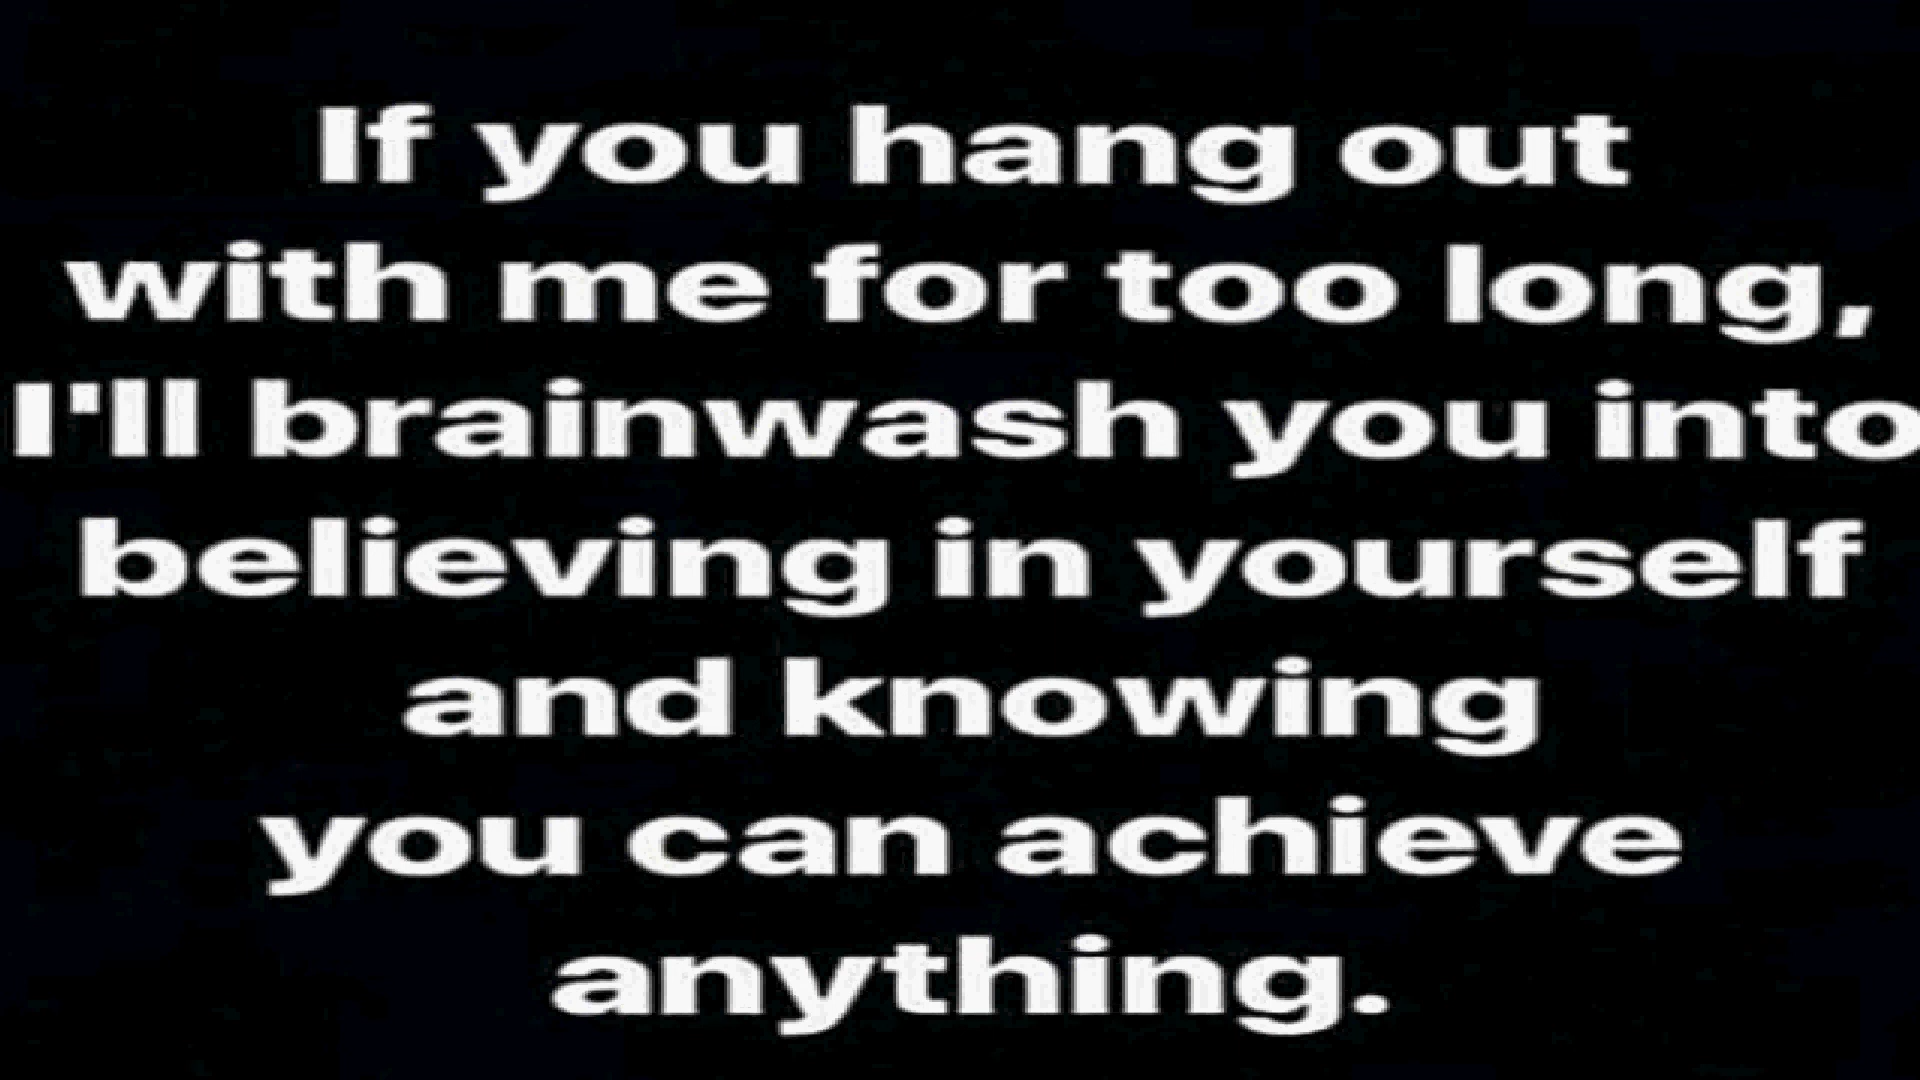 If you hang out
with me for too long,
I'll brainwash you into
believing in yourself
and knowing
you can achieve
anything.